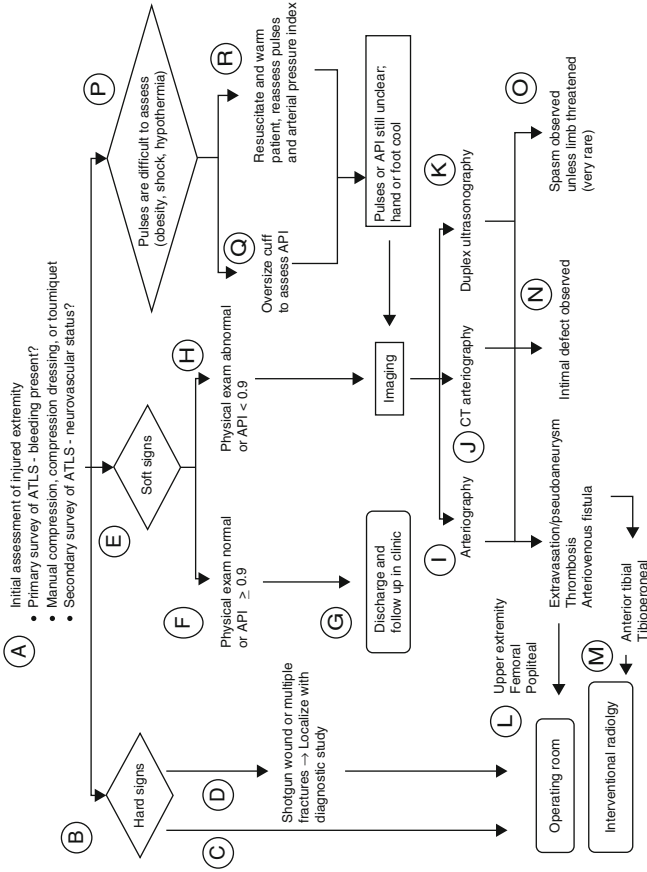 A
Initial assessment of injured extremity
• Primary survey of ATLS - bleeding present?
• Manual compression, compression dressing, or toumiquet
• Secondary survey of ATLS - neurovascular status?
B
Hard signs
C
D
Shotgun wound or multiple
fractures → Localize with
diagnostic study
E
Soft signs
F
Physical exam normal
or API ≥ 0.9
G
Discharge and
follow up in clinic
H
Physical exam abnormal
or API < 0.9
P
Pulses are difficult to assess
(obesity, shock, hypothermia)
Q
Oversize cuff
to assess API
R
Resuscitate and warm
patient, reassess pulses
and arterial pressure index
Pulses or API still unclear;
hand or foot cool
Imaging
I
Arteriography
J
CT arteriography
K
Duplex ultrasonography
L
Upper extremity
Femoral
Popliteal
Operating room
Extravasation/pseudoaneurysm
Thrombosis
Arteriovenous fistula
M
Anterior tibial
Tibioperoneal
Interventional radiolgy
N
Intimal defect observed
O
Spasm observed
unless limb threatened
(very rare)